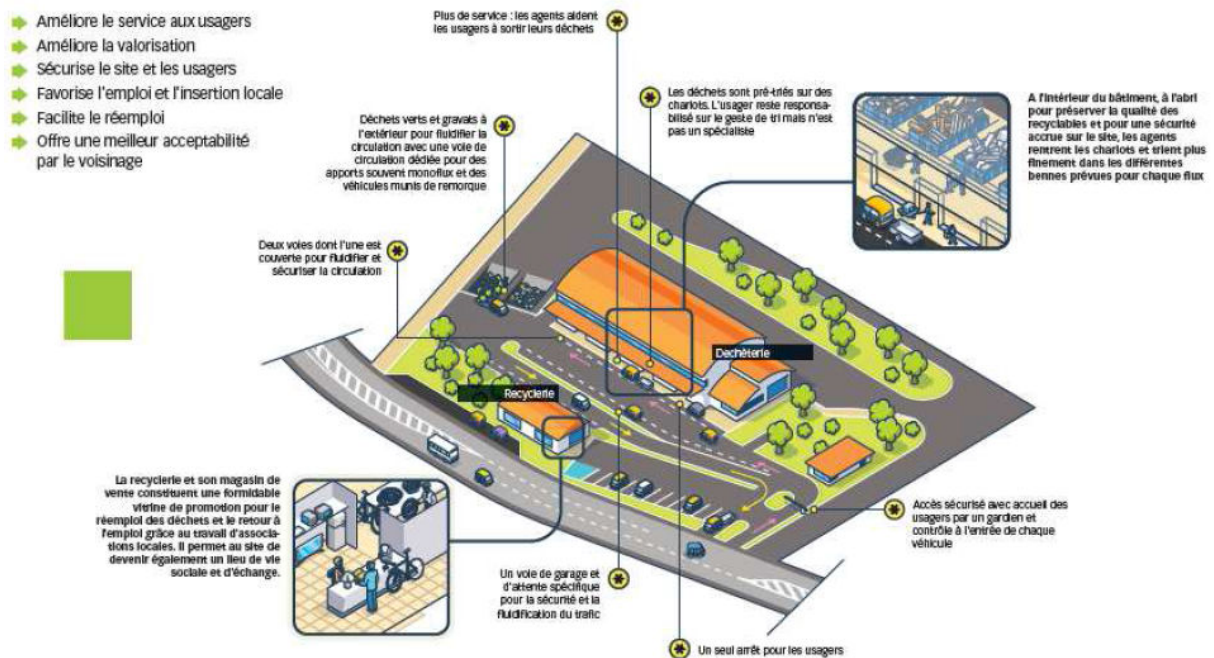 Améliore le service aux usagers
Améliore la valorisation
Sécurise le site et les usagers
Favorise l'emploi et l'insertion locale
Facilite le réemploi
Offre une meilleur acceptabilité
par le voisinage
Plus de service : les agents aident
les usagers à sortir leurs déchets
Les déchets sont pré-triés sur des
chariots. L'usager reste responsa-
bilisé sur le geste de tri mais n'est
pas un spécialiste
A l'intérieur du bâtiment, à l'abri
pour préserver la qualité des
recyclables et pour une sécurité
accrue sur le site, les agents
rentrent les chariots et trient plus
finement dans les différentes
bennes prévues pour chaque flux
Déchets verts et gravats à
l'extérieur pour fluidifier la
circulation avec une voie de
circulation dédiée pour des
apports souvent monoflux et des
véhicules munis de remorque
Deux voies dont l'une est
couverte pour fluidifier et
sécuriser la circulation
Dechèterie
Recyclerie
La recyclerie et son magasin de
vente constituent une formidable
vitrine de promotion pour le
réemploi des déchets et le retour à
l'emploi grâce au travail d'associa-
tions locales. Il permet au site de
devenir également un lieu de vie
sociale et d'échange.
Accès sécurisé avec accueil des
usagers par un gardien et
contrôle à l'entrée de chaque
véhicule
Un voie de garage et
d'attente spécifique
pour la sécurité et la
fluidification du trafic
Un seul arrêt pour les usagers